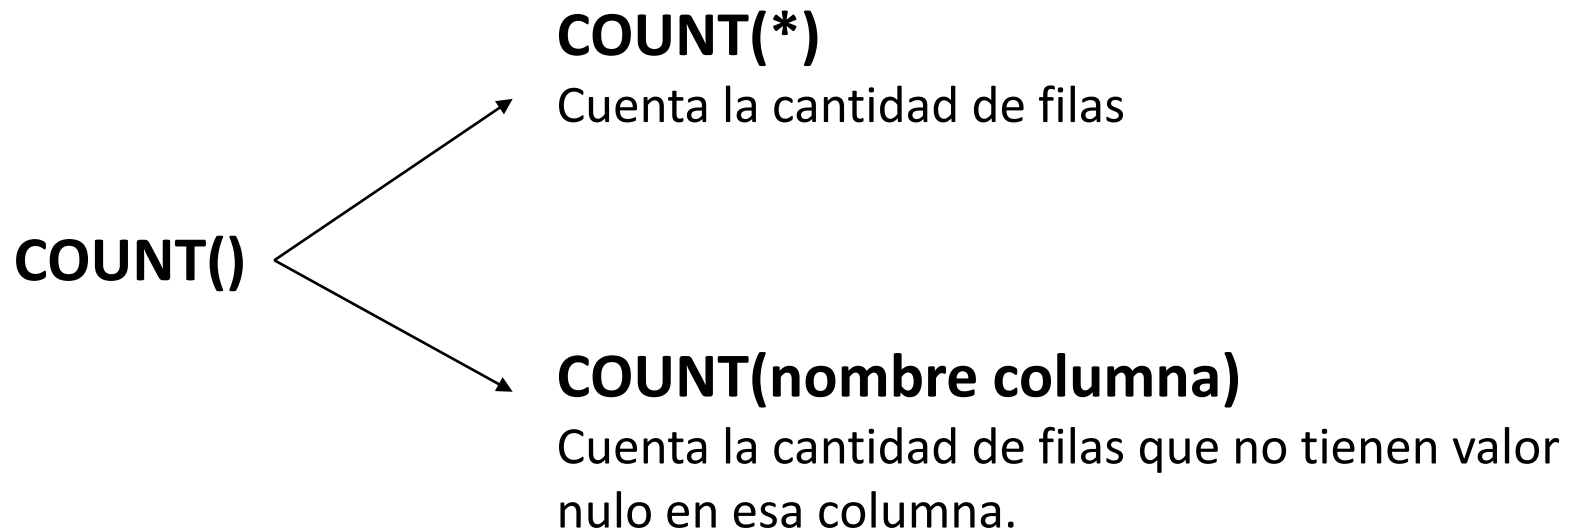 COUNT(*)
Cuenta la cantidad de filas
COUNT()
COUNT(nombre columna)
Cuenta la cantidad de filas que no tienen valor
nulo en esa columna.